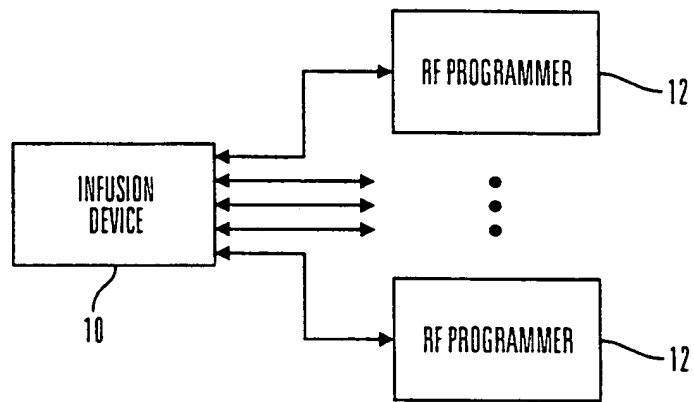 RF PROGRAMMER
12
INFUSION
DEVICE
10
RF PROGRAMMER
12